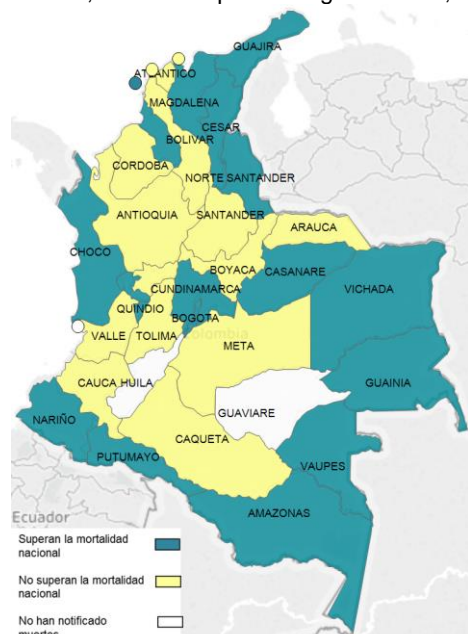 GUAJIRA
ATLANTICO
MAGDALENA
CESAR
BOLIVAR
CORDOBA
NORTE SANTANDER
ANTIOQUIA
SANTANDER
ARAUCA
CHOCO
BOYACA
CASANARE
CUNDINAMARCA
VICHADA
QUINDIO
BOGOTA
VALLE
TOLIMA
META
CAUCA
HUILA
GUAINIA
GUAVIARE
NARIÑO
CAQUETA
PUTUMAYO
VAUPES
AMAZONAS
Ecuador
Superan la mortalidad
nacional
No superan la mortalidad
nacional
No han notificado
muertes